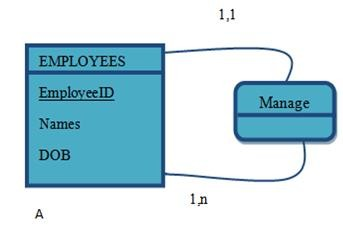 1,1
EMPLOYEES
EmployeeID
Names
DOB
Manage
1,n
A